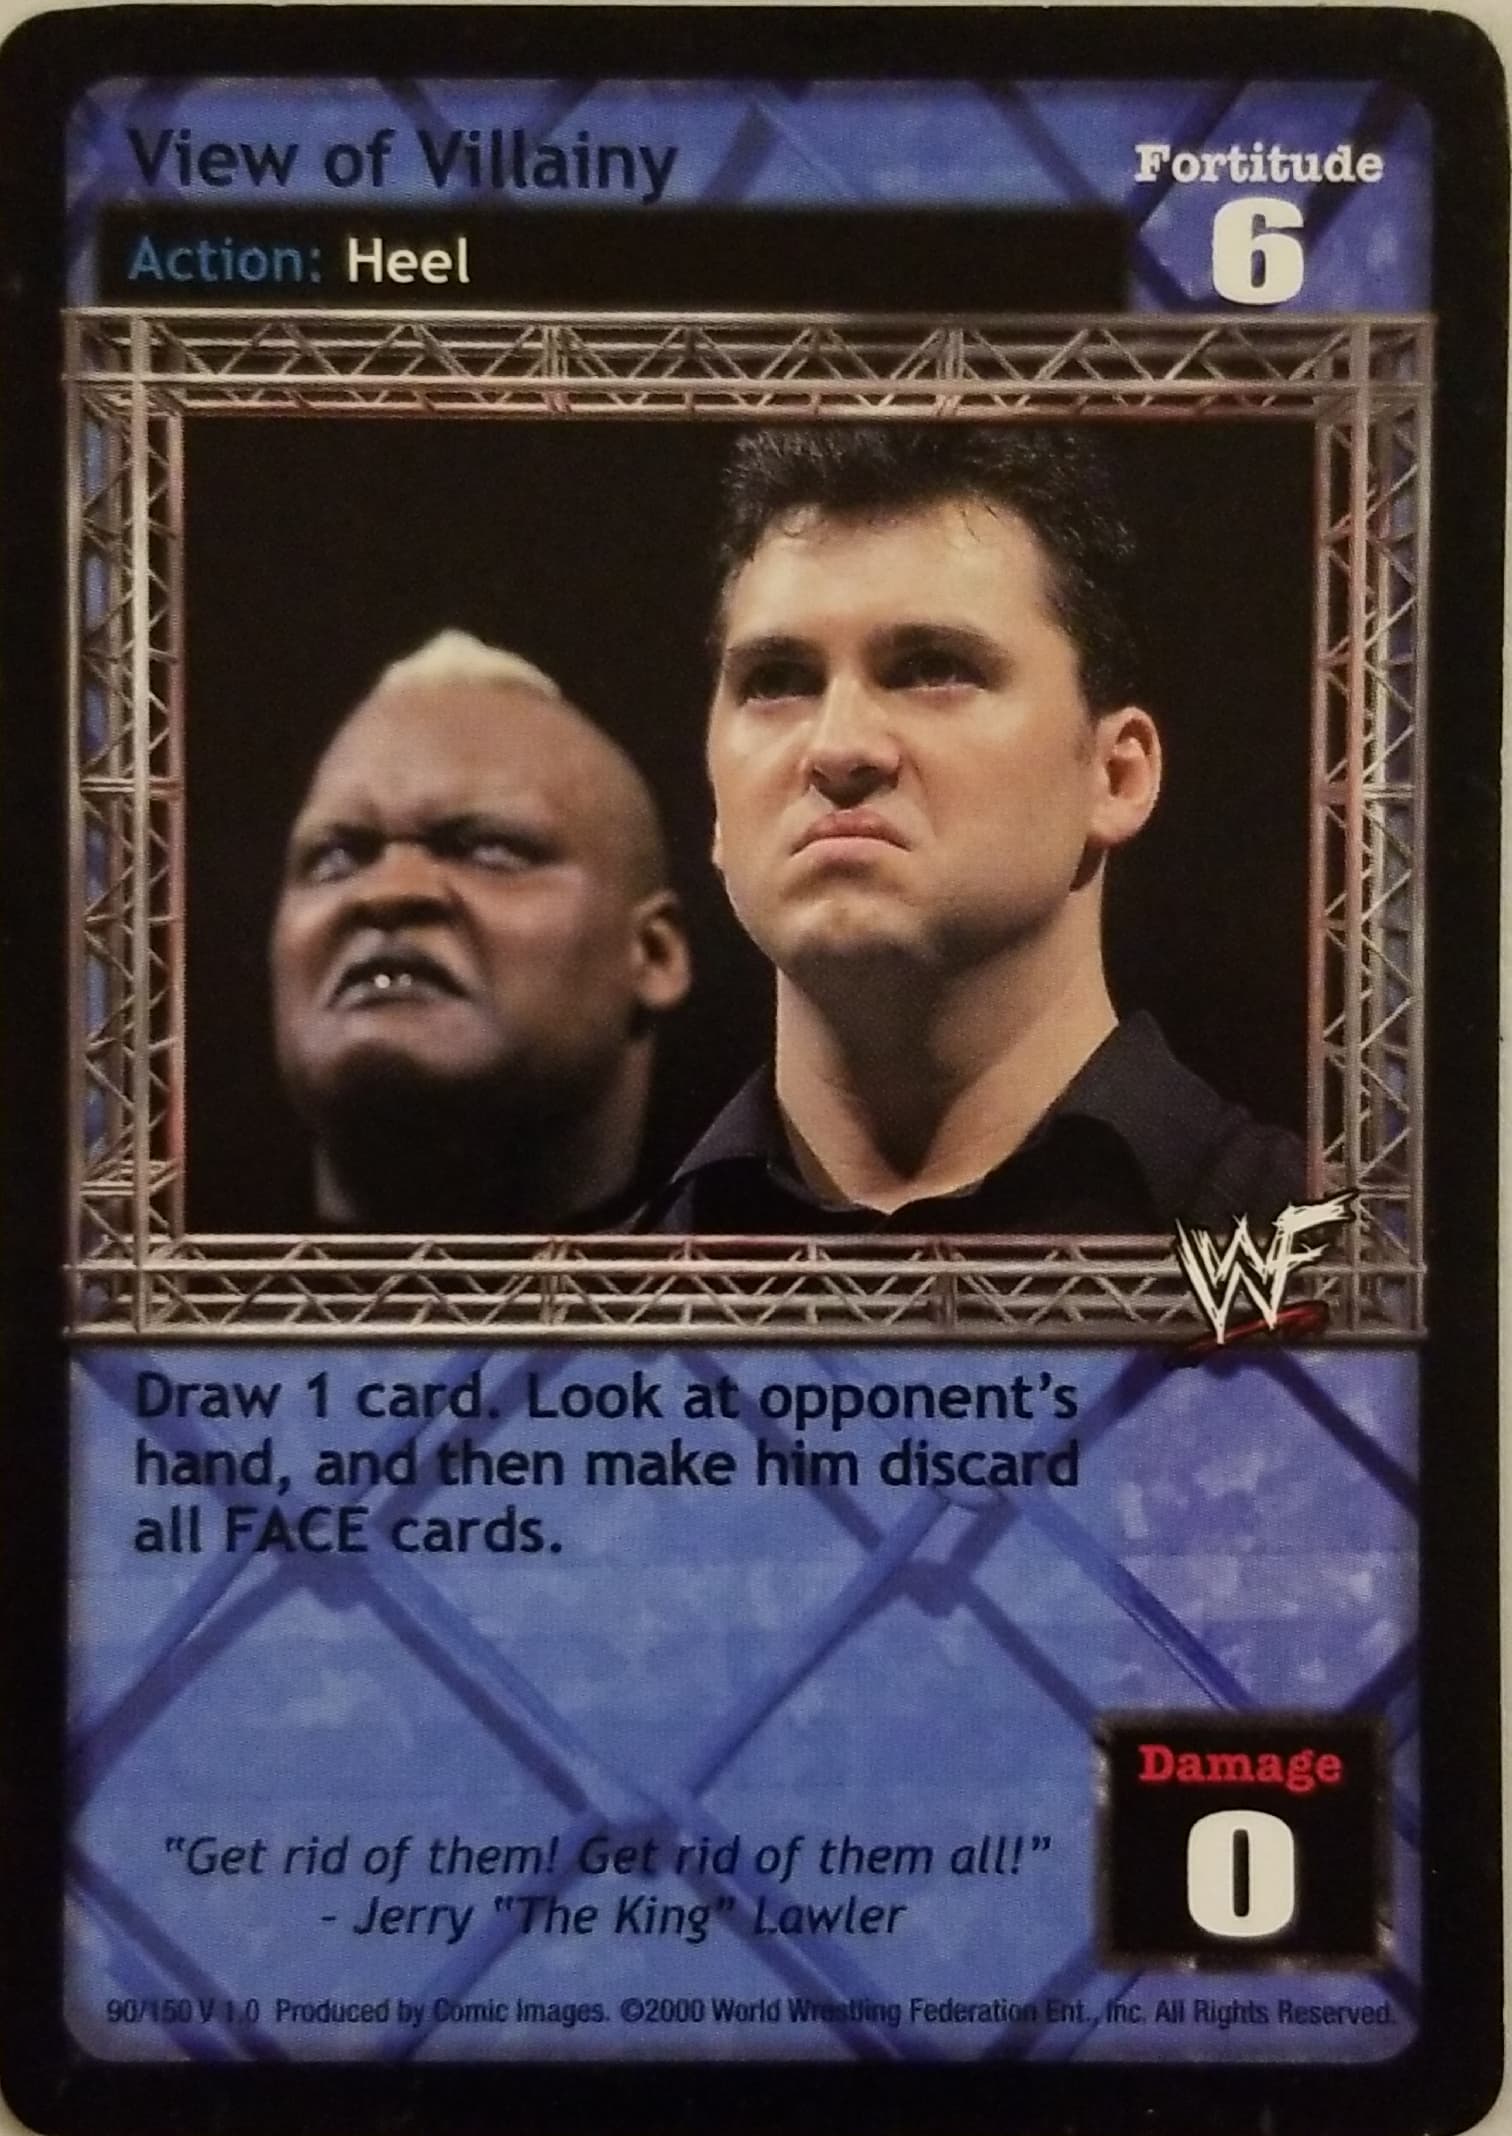 View of Villainy
Fortitude
6
Action: Heel
WF
Draw 1 card. Look at opponent’s
hand, and then make him discard
all FACE cards.
Damage
0
“Get rid of them! Get rid of them all!”
- Jerry “The King” Lawler
90/150 V 1.0 Produced by Comic Images. ©2000 World Wrestling Federation Ent., Inc. All Rights Reserved.